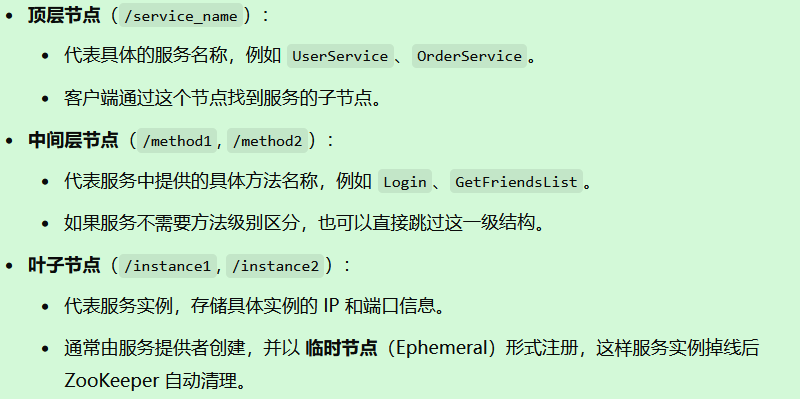 顶层节点（/service_name）：
代表具体的服务名称，例如 UserService、OrderService。
客户端通过这个节点找到服务的子节点。
中间层节点（/method1, /method2）：
代表服务中提供的具体方法名称，例如 Login、GetFriendsList。
如果服务不需要方法级别区分，也可以直接跳过这一级结构。
叶子节点（/instance1, /instance2）：
代表服务实例，存储具体实例的 IP 和端口信息。
通常由服务提供者创建，并以 临时节点（Ephemeral）形式注册，这样服务实例掉线后
ZooKeeper 自动清理。